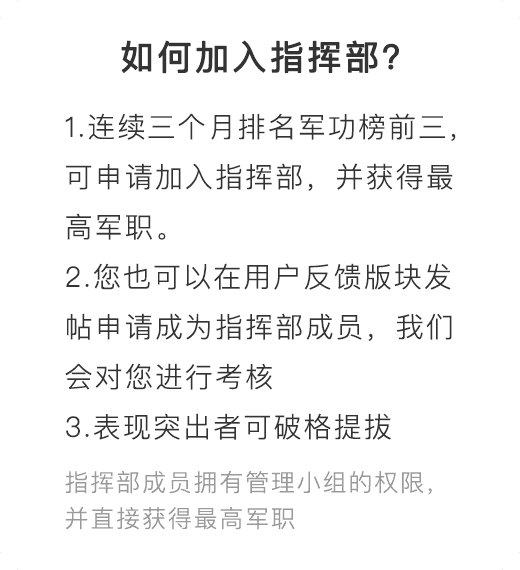 如何加入指挥部?
1.连续三个月排名军功榜前三,
可申请加入指挥部，并获得最
高军职。
2.您也可以在用户反馈版块发
帖申请成为指挥部成员，我们
会对您进行考核
3.表现突出者可破格提拔
指挥部成员拥有管理小组的权限，
并直接获得最高军职